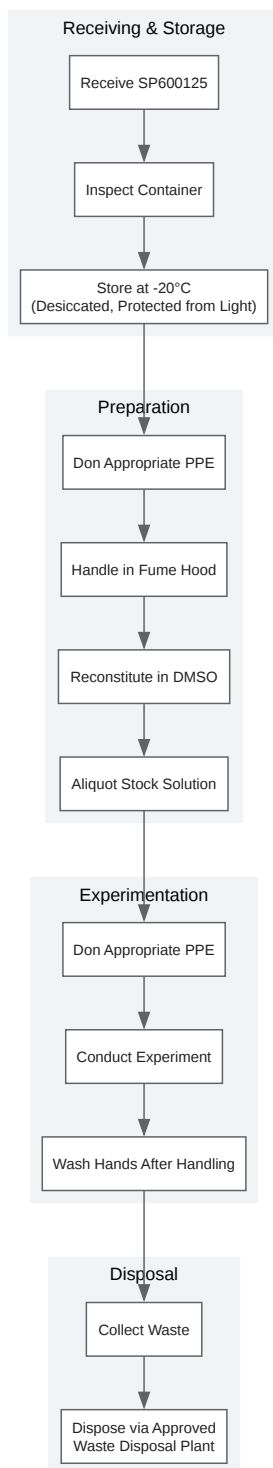 Receiving & Storage
Receive SP600125
Inspect Container
Store at -20°C
(Desiccated, Protected from Light)
Preparation
Don Appropriate PPE
Handle in Fume Hood
Reconstitute in DMSO
Aliquot Stock Solution
Experimentation
Don Appropriate PPE
Conduct Experiment
Wash Hands After Handling
Disposal
Collect Waste
Dispose via Approved
Waste Disposal Plant